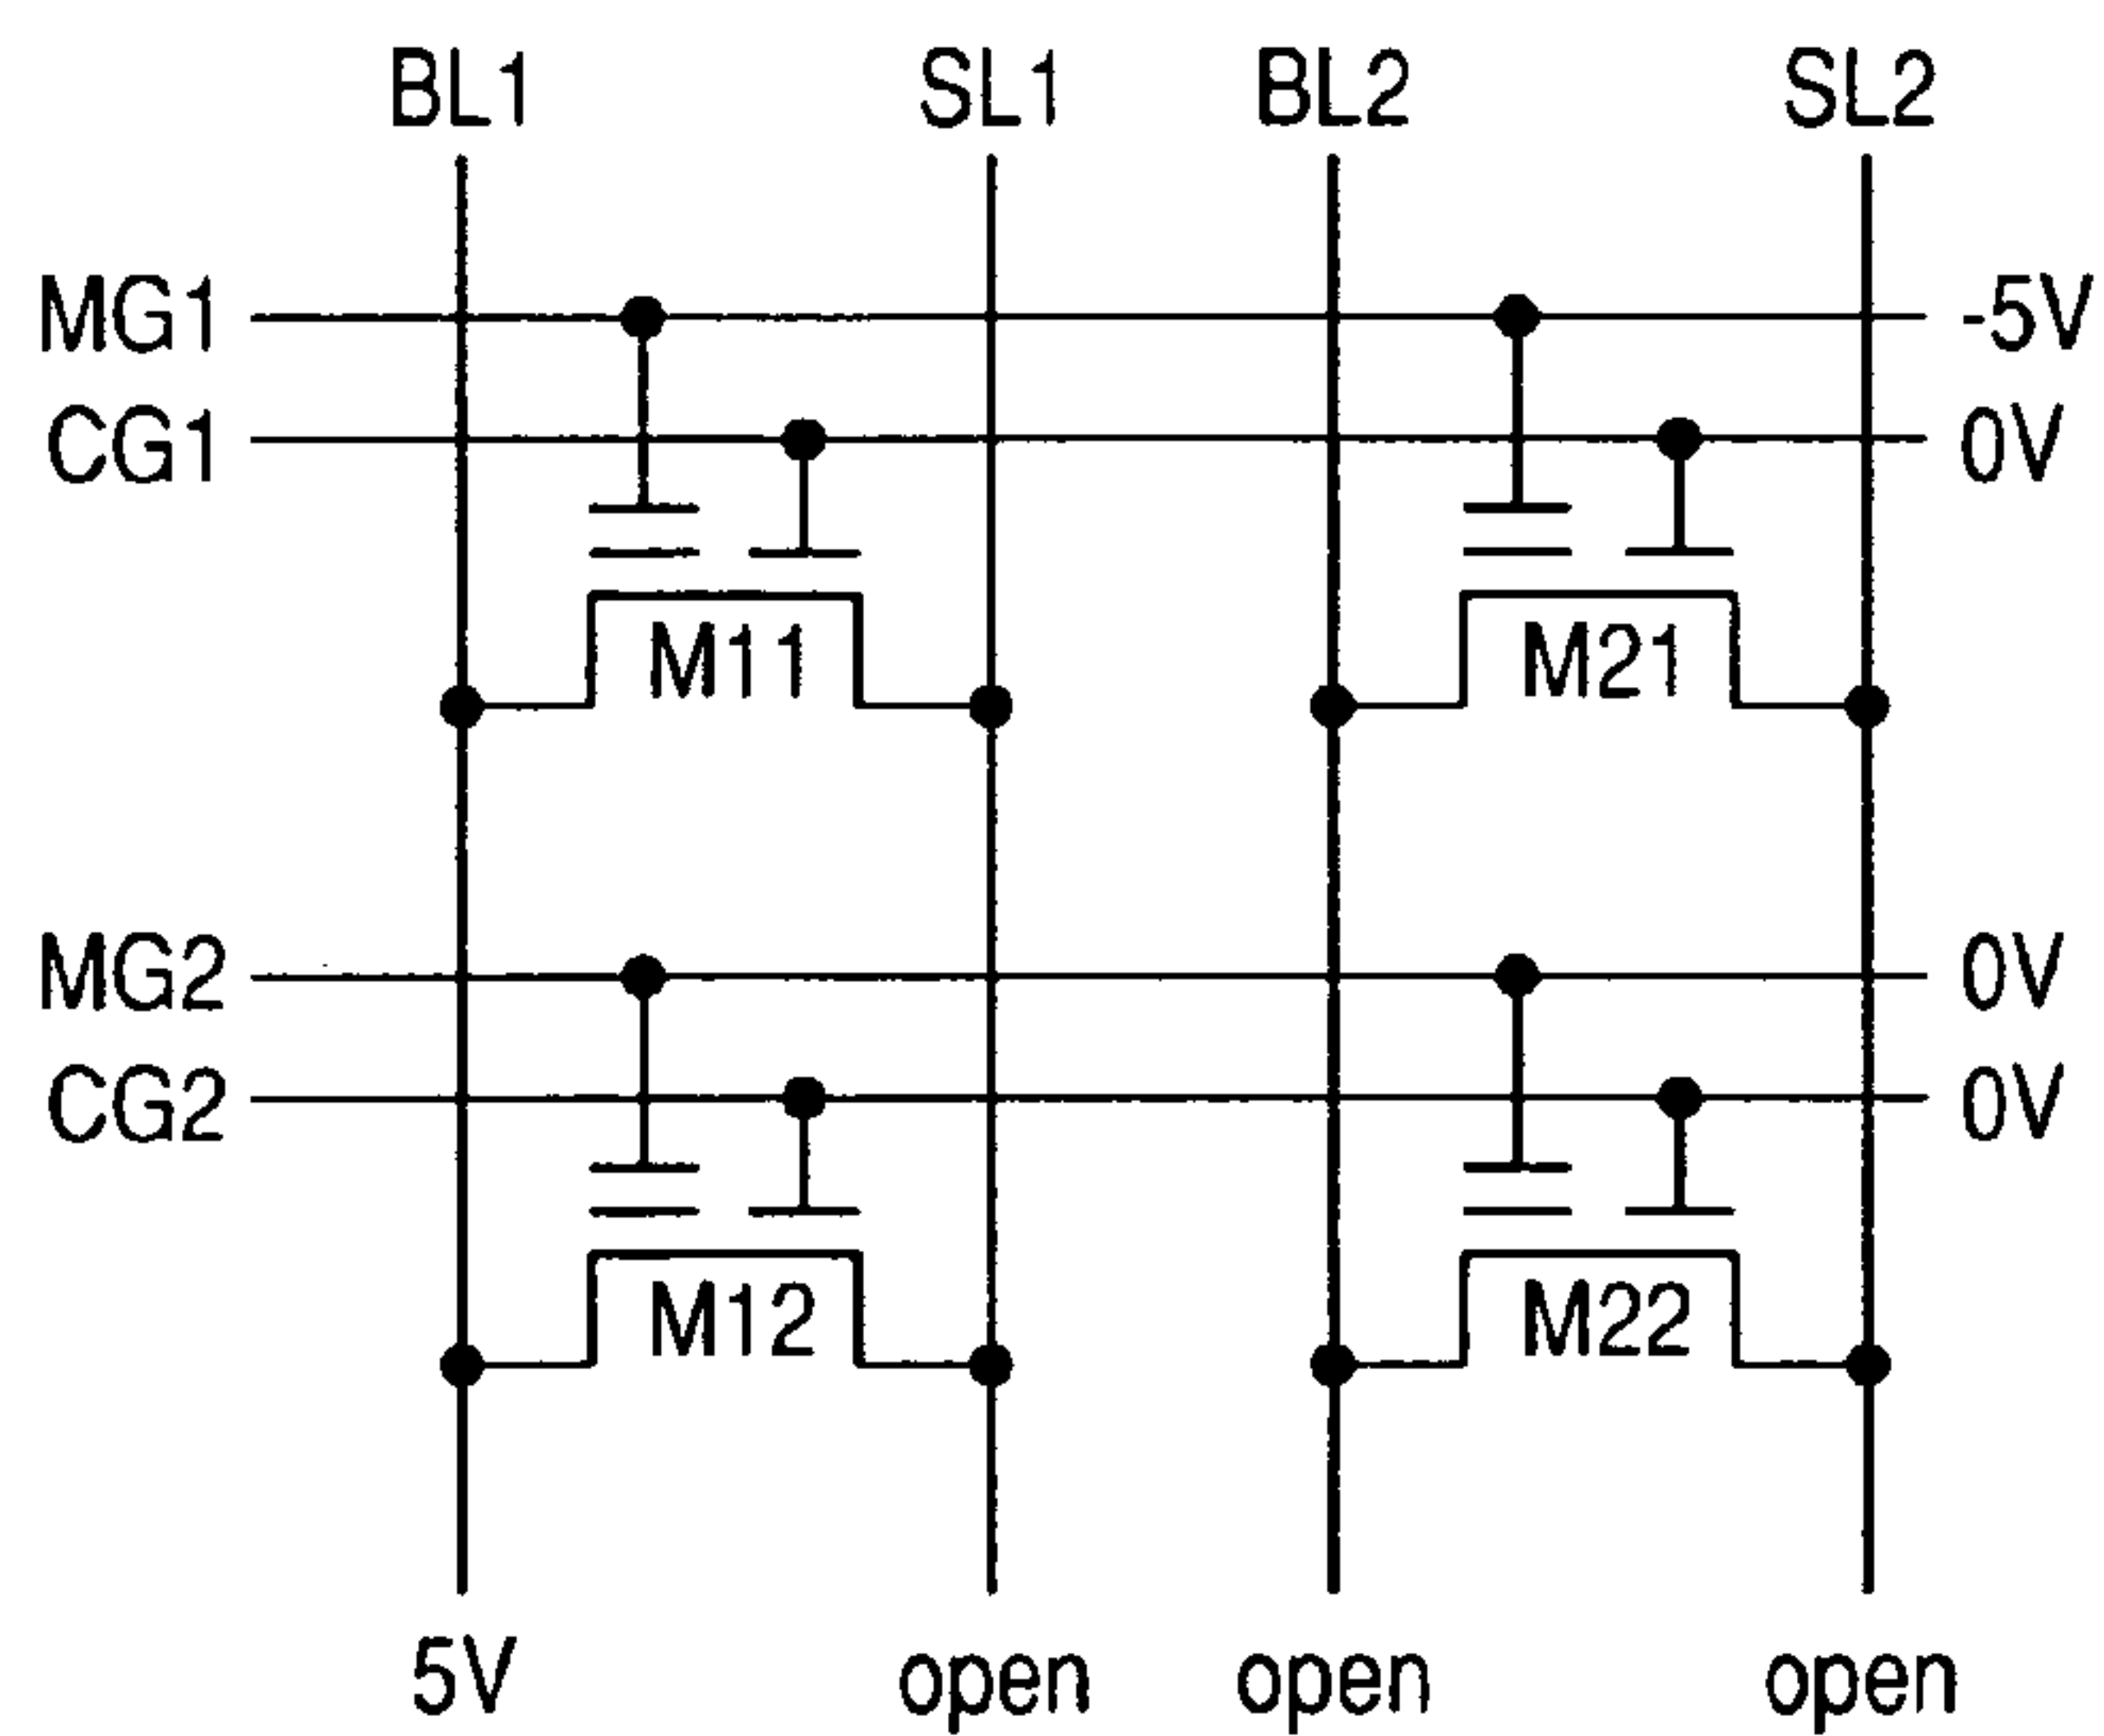 BL1 SL1 BL2 SL2
MG1 -5V
CG1 0V
M11 M21
MG2 0V
CG2 0V
M12 M22
5V open open open